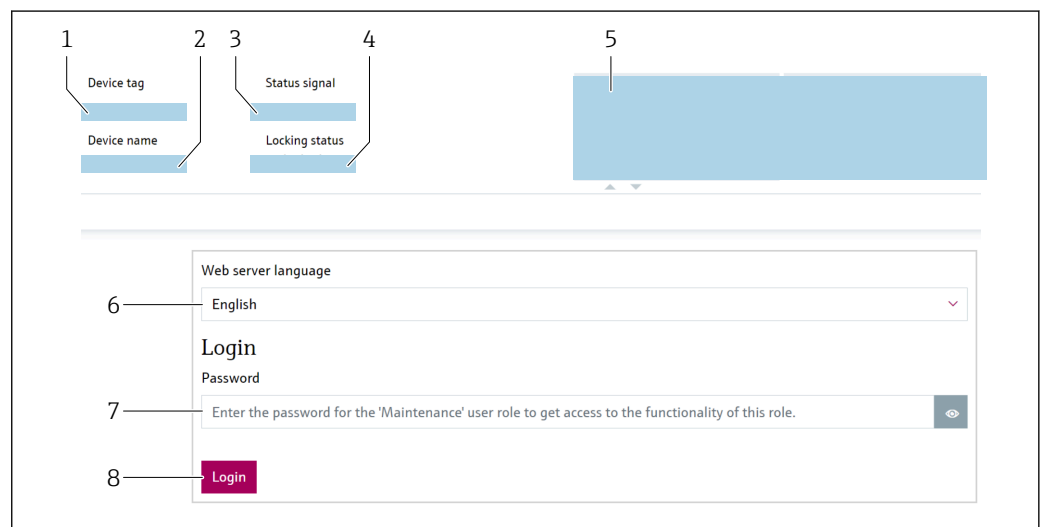 1 2 3 4 5
Device tag Status signal
Device name Locking status
Web server language
6 English
Login
Password
7 Enter the password for the 'Maintenance' user role to get access to the functionality of this role.
8 Login